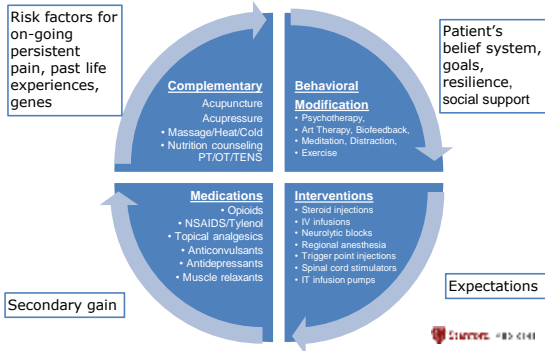 Risk factors for
on-going
persistent
pain, past life
experiences,
genes
Patient's
belief system,
goals,
resilience,
social support
Complementary
Acupuncture
Acupressure
• Massage/Heat/Cold
• Nutrition counseling
PT/OT/TENS
Behavioral
Modification
• Psychotherapy,
• Art Therapy, Biofeedback,
• Meditation, Distraction,
• Exercise
Medications
• Opioids
• NSAIDS/Tylenol
• Topical analgesics
• Anticonvulsants
• Antidepressants
• Muscle relaxants
Interventions
• Steroid injections
• IV infusions
• Neurolytic blocks
• Regional anesthesia
• Trigger point injections
• Spinal cord stimulators
• IT infusion pumps
Secondary gain
Expectations